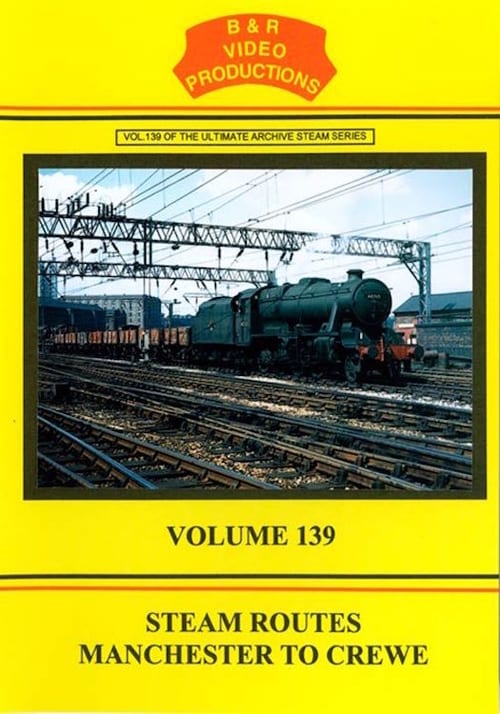 B & R
VIDEO
PRODUCTIONS
VOL.139 OF THE ULTIMATE ARCHIVE STEAM SERIES
VOLUME 139
STEAM ROUTES
MANCHESTER TO CREWE